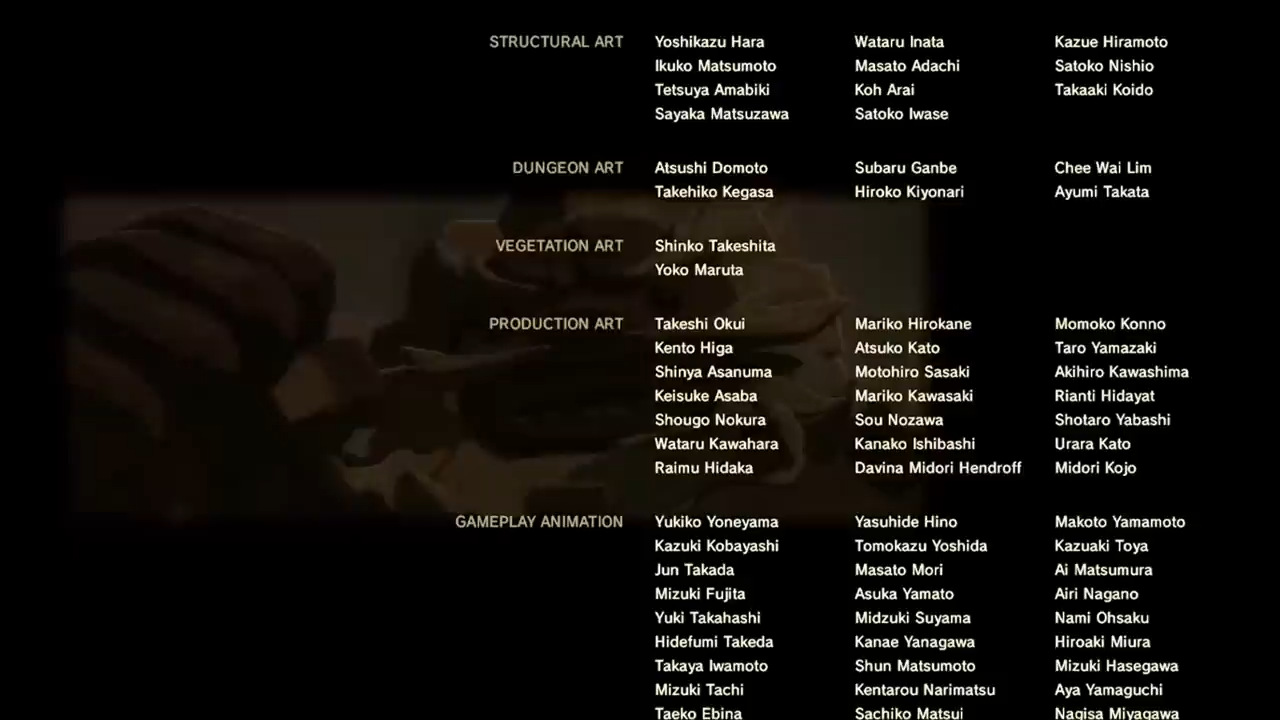 STRUCTURAL ART Yoshikazu Hara Wataru Inata Kazue Hiramoto
Ikuko Matsumoto Masato Adachi Satoko Nishio
Tetsuya Amabiki Koh Arai Takaaki Koido
Sayaka Matsuzawa Satoko Iwase
DUNGEON ART Atsushi Domoto Subaru Ganbe Chee Wai Lim
Takehiko Kegasa Hiroko Kiyonari Ayumi Takata
VEGETATION ART Shinko Takeshita
Yoko Maruta
PRODUCTION ART Takeshi Okui Mariko Hirokane Momoko Konno
Kento Higa Atsuko Kato Taro Yamazaki
Shinya Asanuma Motohiro Sasaki Akihiro Kawashima
Keisuke Asaba Mariko Kawasaki Rianti Hidayat
Shougo Nokura Sou Nozawa Shotaro Yabashi
Wataru Kawahara Kanako Ishibashi Urara Kato
Raimu Hidaka Davina Midori Hendroff Midori Kojo
GAMEPLAY ANIMATION Yukiko Yoneyama Yasuhide Hino Makoto Yamamoto
Kazuki Kobayashi Tomokazu Yoshida Kazuaki Toya
Jun Takada Masato Mori Ai Matsumura
Mizuki Fujita Asuka Yamato Airi Nagano
Yuki Takahashi Midzuki Suyama Nami Ohsaku
Hidefumi Takeda Kanae Yanagawa Hiroaki Miura
Takaya Iwamoto Shun Matsumoto Mizuki Hasegawa
Mizuki Tachi Kentarou Narimatsu Aya Yamaguchi
Taeko Ebina Sachiko Matsui Nagisa Miyagawa